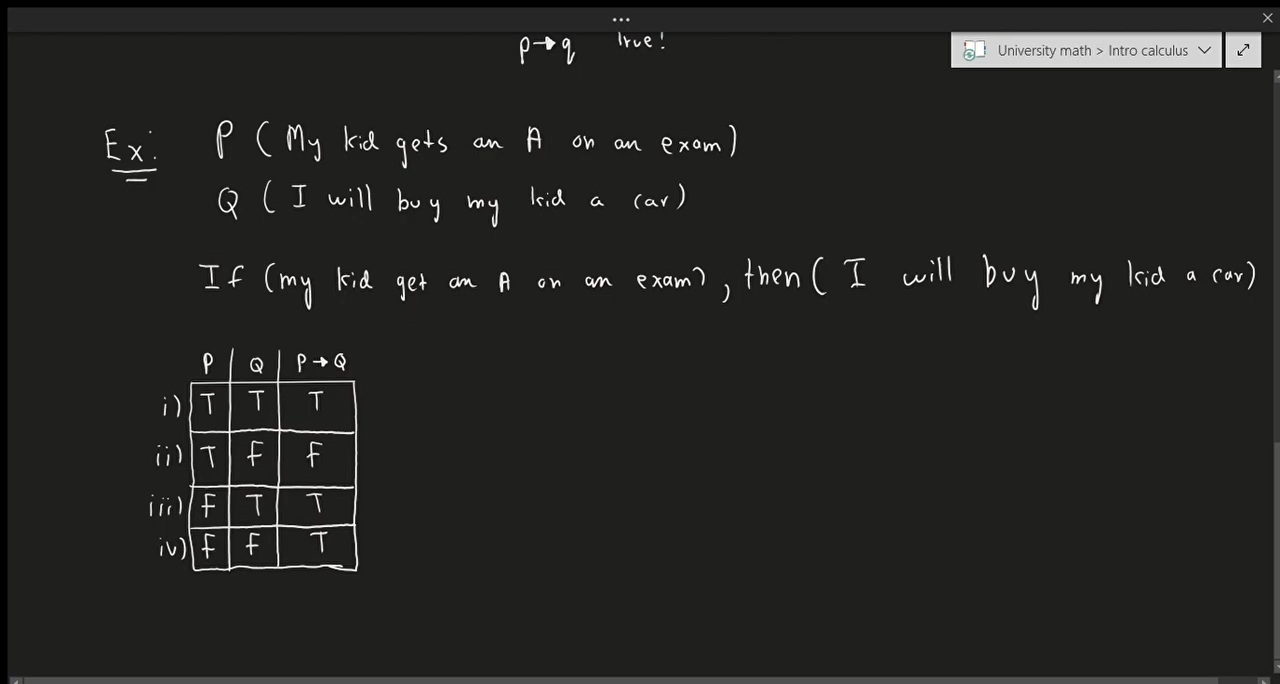 p→q True!
University math > Intro calculus
Ex: P (My kid gets an A on an exam)
Q (I will buy my kid a car)
If (my kid get an A on an exam), then (I will buy my kid a car)
P Q P→Q
i) T T T
ii) T F F
iii) F T T
iv) F F T